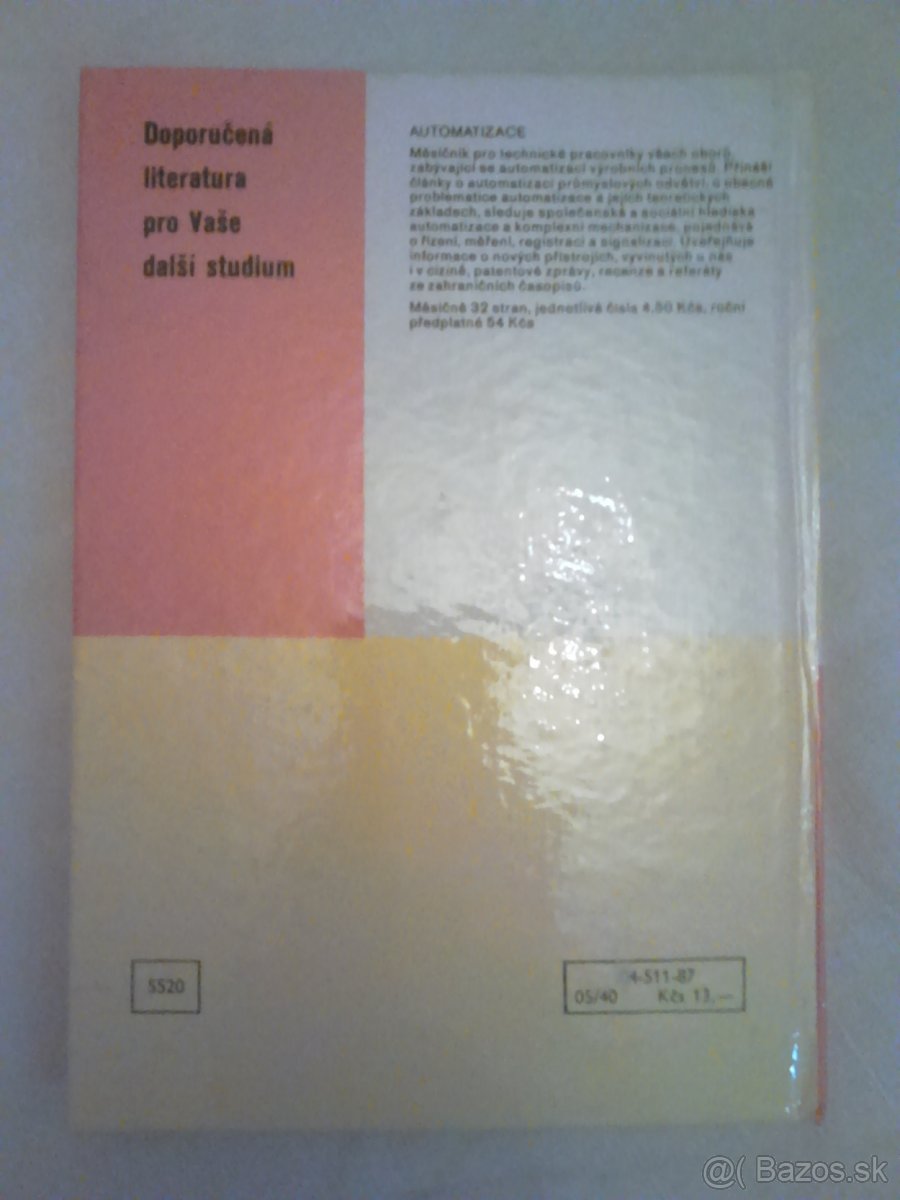 Doporučená
literatura
pro Vaše
další studium
AUTOMATIZACE
Měsíčník pro technické pracovníky všech oborů,
zabývající se automatizací výrobních procesů. Přináší
články o automatizaci průmyslových odvětví, o obecné
problematice automatizace a jejích teoretických
základech, sleduje společenská a sociální hlediska
automatizace a komplexní mechanizace, pojednává
o řízení, měření, registraci a signalizaci. Uveřejňuje
informace o nových přístrojích, vyvinutých u nás
i v cizině, patentové zprávy, recenze a referáty
ze zahraničních časopisů.
Měsíčně 32 stran, jednotlivá čísla 4,50 Kčs, roční
předplatné 54 Kčs
5520
04-511-87
05/40 Kčs 13,—
@( Bazos.sk